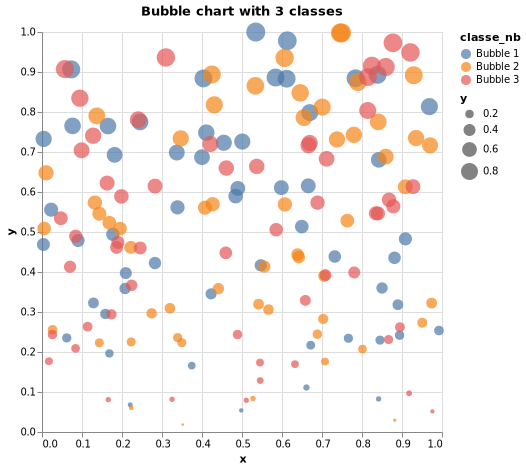 Bubble chart with 3 classes
classe_nb
Bubble 1
Bubble 2
Bubble 3
y
0.2
0.4
0.6
0.8
1.0
0.9
0.8
0.7
0.6
0.5
0.4
0.3
0.2
0.1
0.0
y
0.0 0.1 0.2 0.3 0.4 0.5 0.6 0.7 0.8 0.9 1.0
x